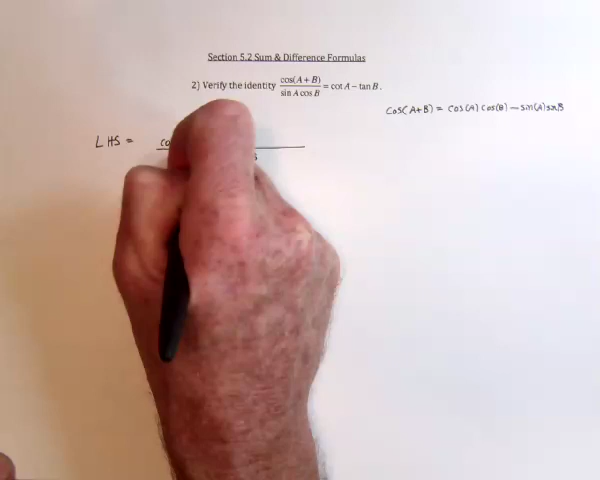 Section 5.2 Sum & Difference Formulas
2) Verify the identity cos(A + B) / sin A cos B = cot A − tan B.
cos(A+B) = cos(A) cos(B) − sin(A) sin B
LHS =